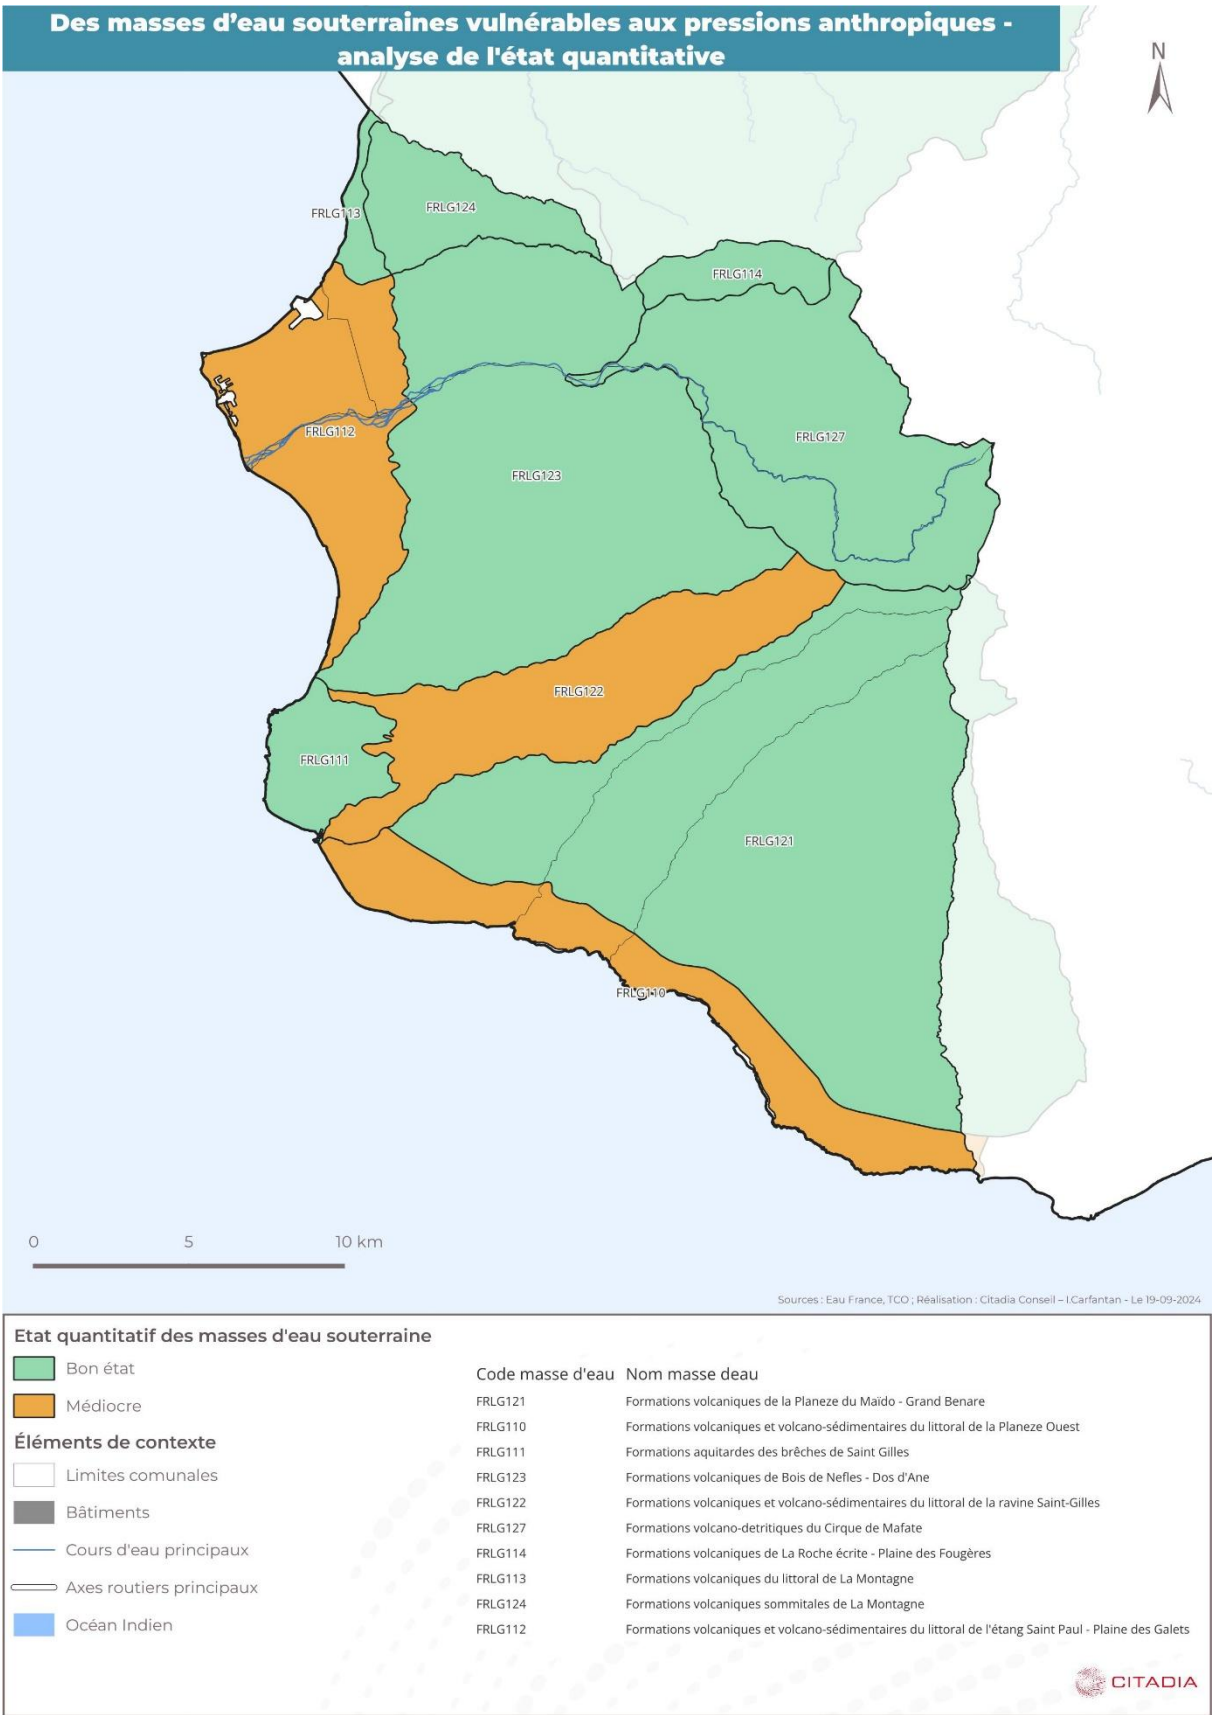 Des masses d’eau souterraines vulnérables aux pressions anthropiques -
analyse de l'état quantitative
N
FRLG113
FRLG124
FRLG114
FRLG112
FRLG127
FRLG123
FRLG122
FRLG111
FRLG121
FRLG110
0 5 10 km
Sources : Eau France, TCO ; Réalisation : Citadia Conseil – I.Carfantan - Le 19-09-2024
Etat quantitatif des masses d'eau souterraine
Bon état
Médiocre
Éléments de contexte
Limites comunales
Bâtiments
Cours d'eau principaux
Axes routiers principaux
Océan Indien
Code masse d'eau Nom masse deau
FRLG121 Formations volcaniques de la Planeze du Maïdo - Grand Benare
FRLG110 Formations volcaniques et volcano-sédimentaires du littoral de la Planeze Ouest
FRLG111 Formations aquitardes des brêches de Saint Gilles
FRLG123 Formations volcaniques de Bois de Nefles - Dos d'Ane
FRLG122 Formations volcaniques et volcano-sédimentaires du littoral de la ravine Saint-Gilles
FRLG127 Formations volcano-detritiques du Cirque de Mafate
FRLG114 Formations volcaniques de La Roche écrite - Plaine des Fougères
FRLG113 Formations volcaniques du littoral de La Montagne
FRLG124 Formations volcaniques sommitales de La Montagne
FRLG112 Formations volcaniques et volcano-sédimentaires du littoral de l'étang Saint Paul - Plaine des Galets
CITADIA